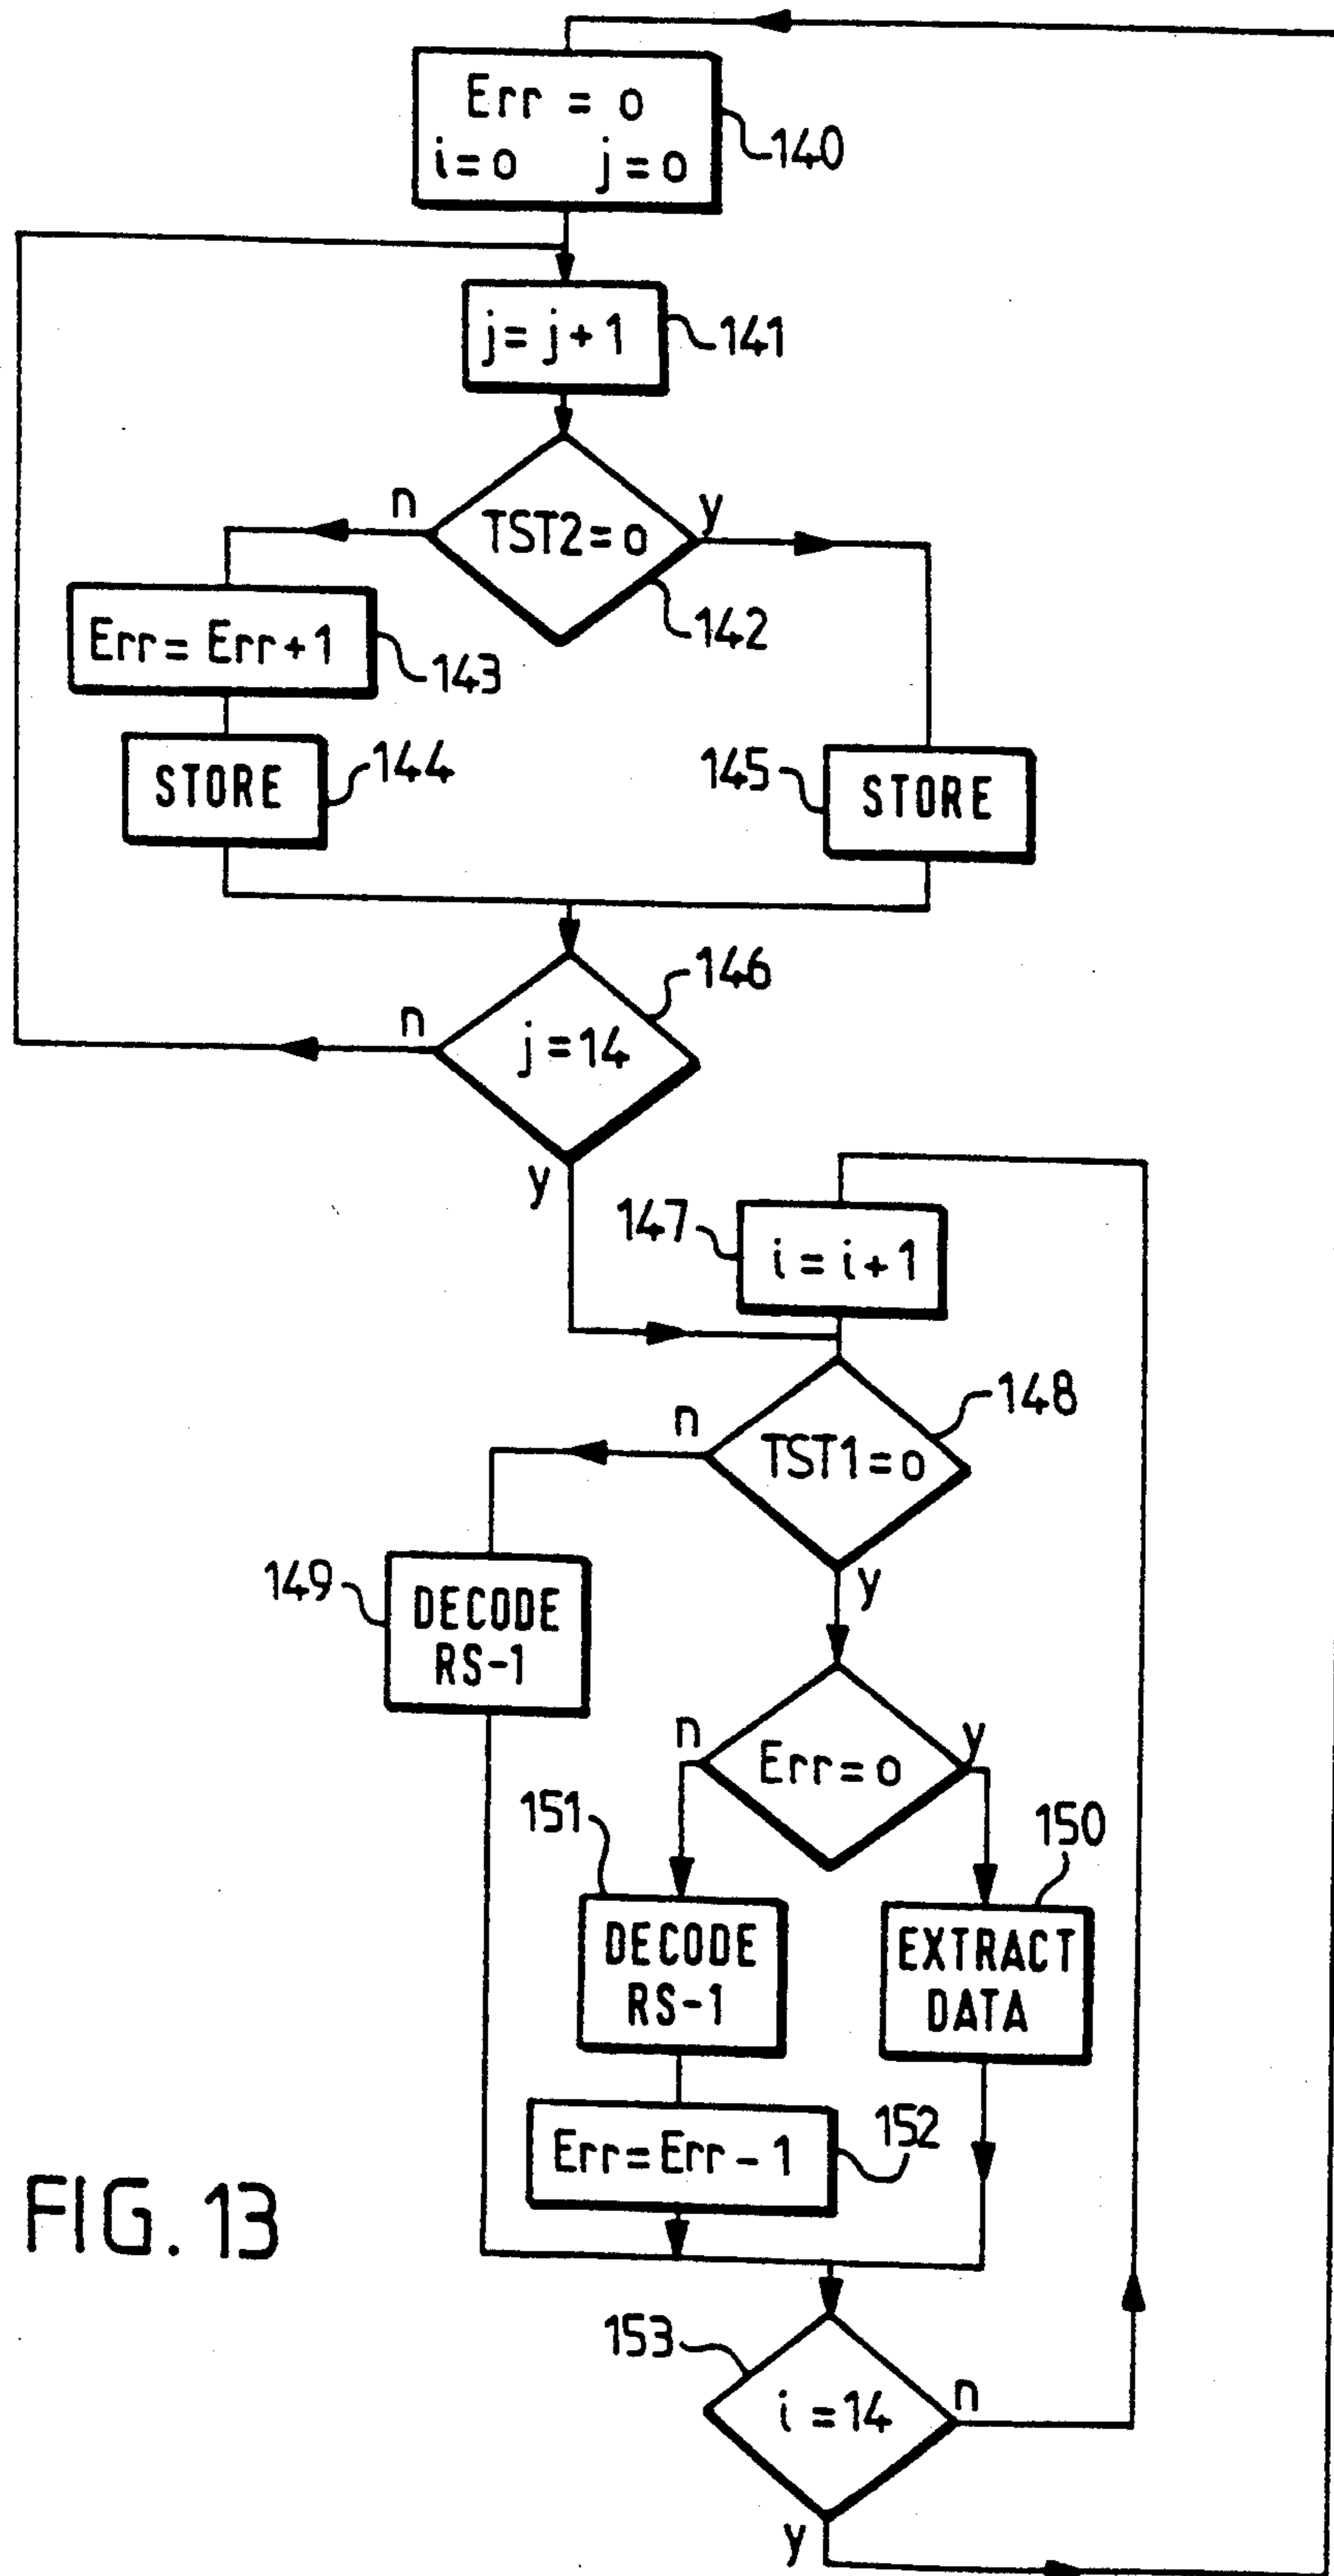 Err = o
i=o j=o
140
j= j+1
141
n
TST2=o
y
142
Err= Err+1
143
STORE
144
145
STORE
146
n
j=14
y
147
i = i+1
148
n
TST1=o
y
149
DECODE
RS-1
n
Err=o
y
151
150
DECODE
RS-1
EXTRACT
DATA
Err=Err-1
152
FIG. 13
153
i =14
n
y